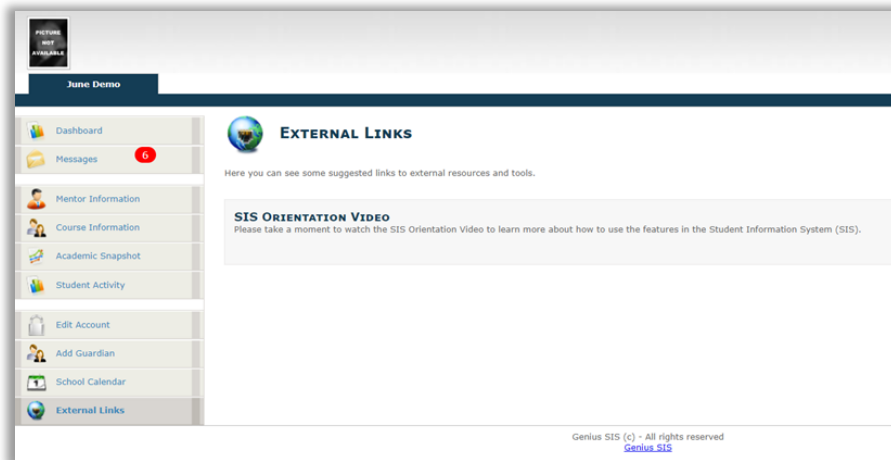 PICTURE
NOT
AVAILABLE
June Demo
Dashboard
Messages 6
Mentor Information
Course Information
Academic Snapshot
Student Activity
Edit Account
Add Guardian
School Calendar
External Links
External Links
Here you can see some suggested links to external resources and tools.
SIS Orientation Video
Please take a moment to watch the SIS Orientation Video to learn more about how to use the features in the Student Information System (SIS).
Genius SIS (c) - All rights reserved
Genius SIS